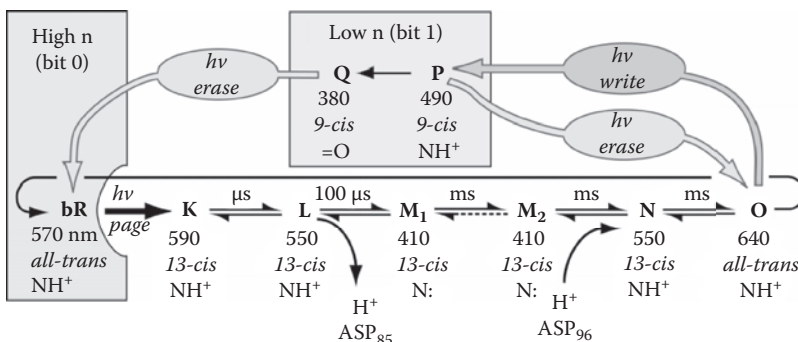 High n
(bit 0)
Low n (bit 1)
hν
erase
Q
P
hν
write
380
490
9-cis
9-cis
=O
NH⁺
hν
erase
bR
hν
page
K
μs
L
100 μs
M₁
ms
M₂
ms
N
ms
O
570 nm
590
550
410
410
550
640
all-trans
13-cis
13-cis
13-cis
13-cis
13-cis
all-trans
NH⁺
NH⁺
NH⁺
N:
N:
NH⁺
NH⁺
H⁺
ASP₈₅
H⁺
ASP₉₆